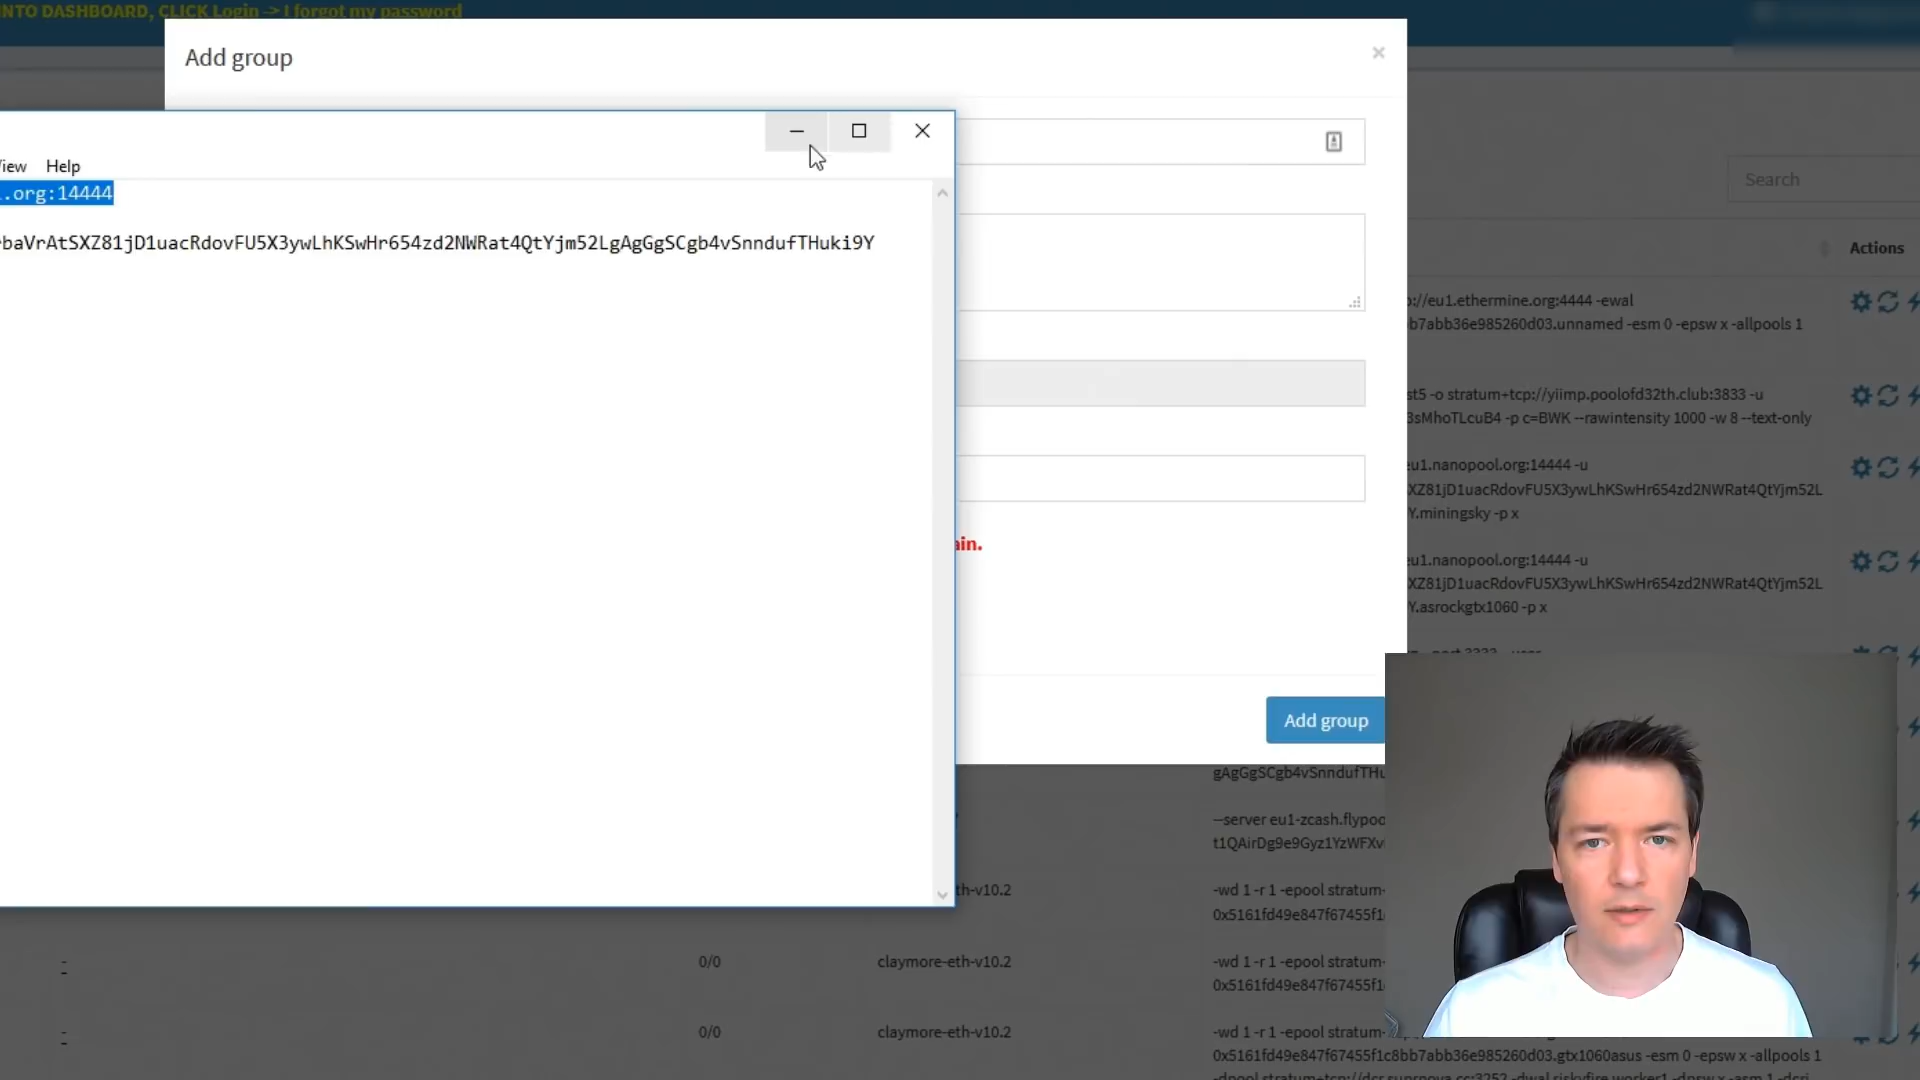 INTO DASHBOARD, CLICK Login -> I forgot my password
Add group
×
View Help
.org:14444
baVrAtSXZ81jD1uacRdovFU5X3ywLhKSwHr654zd2NWRat4QtYjm52LgAgGgSCgb4vSnndufTHuki9Y
ain.
Add group
Search
Actions
://eu1.ethermine.org:4444 -ewal
b7abb36e985260d03.unnamed -esm 0 -epsw x -allpools 1
st5 -o stratum+tcp://yiimp.poolofd32th.club:3833 -u
3sMhoTLcuB4 -p c=BWK --rawintensity 1000 -w 8 --text-only
eu1.nanopool.org:14444 -u
XZ81jD1uacRdovFU5X3ywLhKSwHr654zd2NWRat4QtYjm52L
Y.miningsky -p x
eu1.nanopool.org:14444 -u
XZ81jD1uacRdovFU5X3ywLhKSwHr654zd2NWRat4QtYjm52L
Y.asrockgtx1060 -p x
gAgGgSCgb4vSnndufTHu
--server eu1-zcash.flypoo
t1QAirDg9e9Gyz1YzWFXv
th-v10.2
-wd 1 -r 1 -epool stratum-
0x5161fd49e847f67455f1
- 0/0 claymore-eth-v10.2
-wd 1 -r 1 -epool stratum-
0x5161fd49e847f67455f1
- 0/0 claymore-eth-v10.2
-wd 1 -r 1 -epool stratum-
0x5161fd49e847f67455f1c8bb7abb36e985260d03.gtx1060asus -esm 0 -epsw x -allpools 1